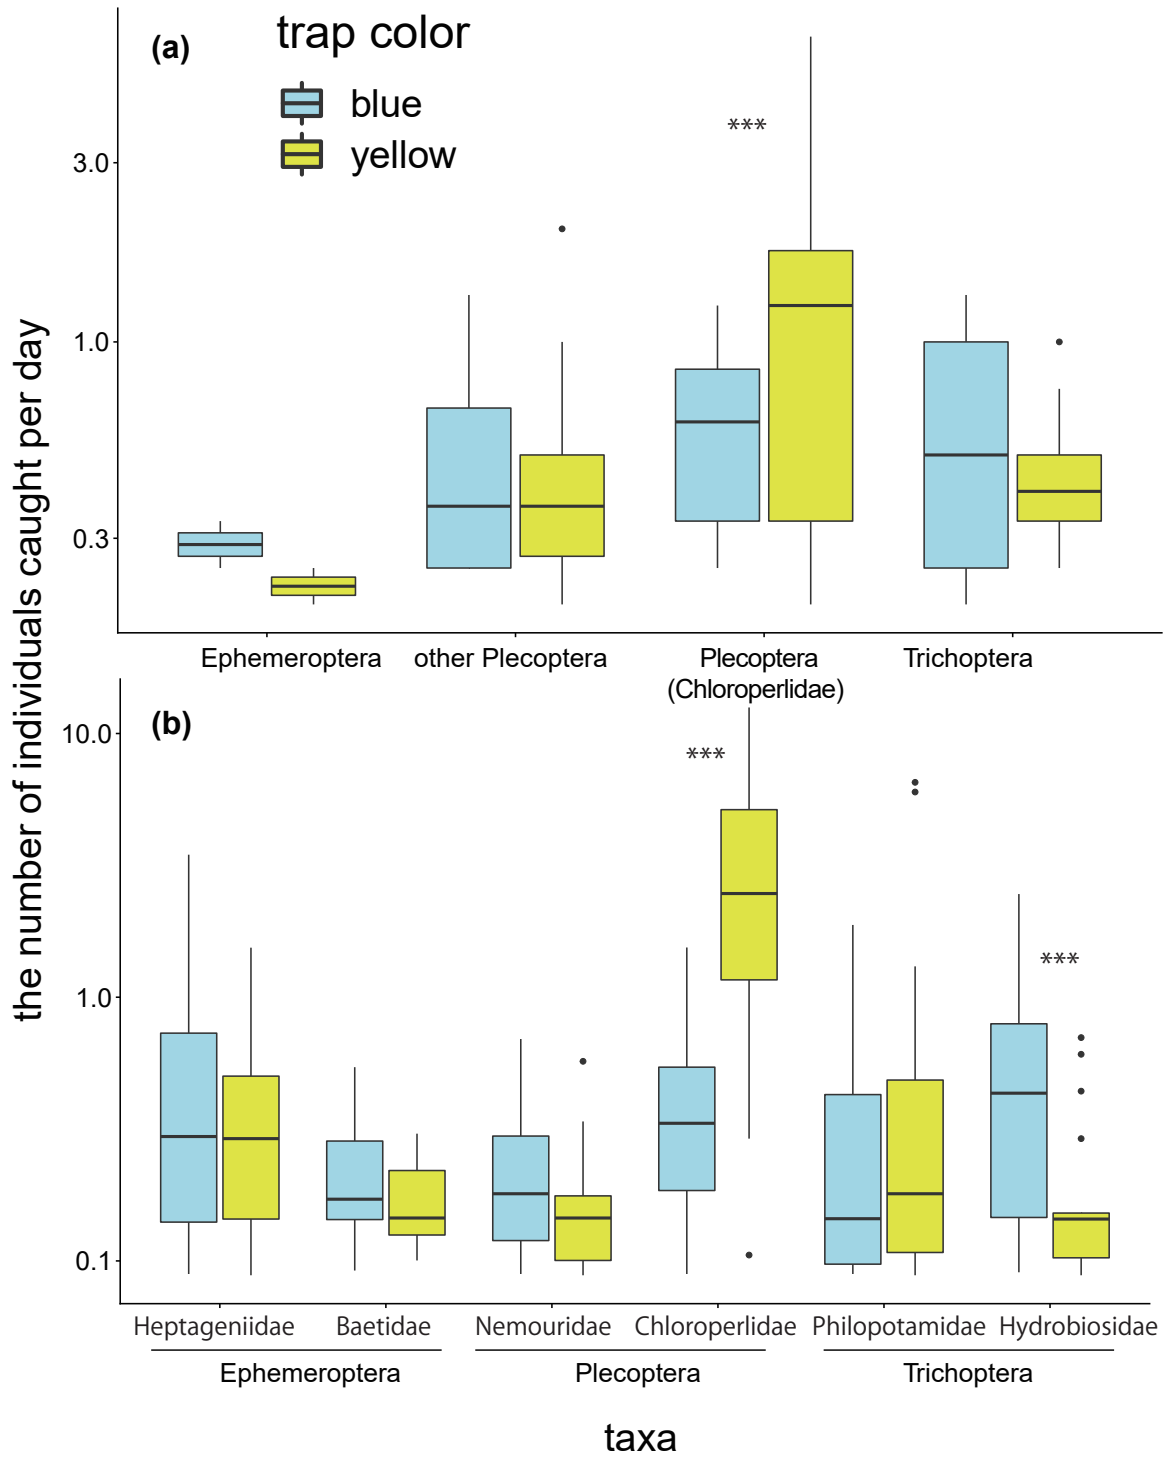 (a)
trap color
blue
yellow
***
3.0
1.0
0.3
Ephemeroptera other Plecoptera Plecoptera Trichoptera
(Chloroperlidae)
the number of individuals caught per day
(b)
10.0
***
1.0
***
0.1
Heptageniidae Baetidae Nemouridae Chloroperlidae Philopotamidae Hydrobiosidae
Ephemeroptera Plecoptera Trichoptera
taxa